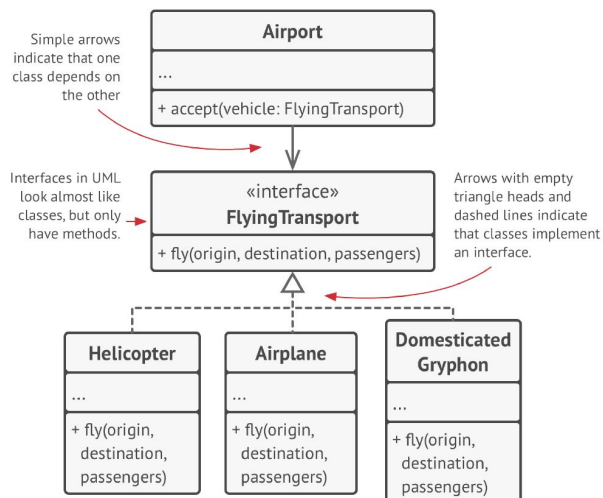 Simple arrows
indicate that one
class depends on
the other
Airport
...
+ accept(vehicle: FlyingTransport)
Interfaces in UML
look almost like
classes, but only
have methods.
«interface»
FlyingTransport
+ fly(origin, destination, passengers)
Arrows with empty
triangle heads and
dashed lines indicate
that classes implement
an interface.
Helicopter
...
+ fly(origin,
destination,
passengers)
Airplane
...
+ fly(origin,
destination,
passengers)
Domesticated
Gryphon
...
+ fly(origin,
destination,
passengers)